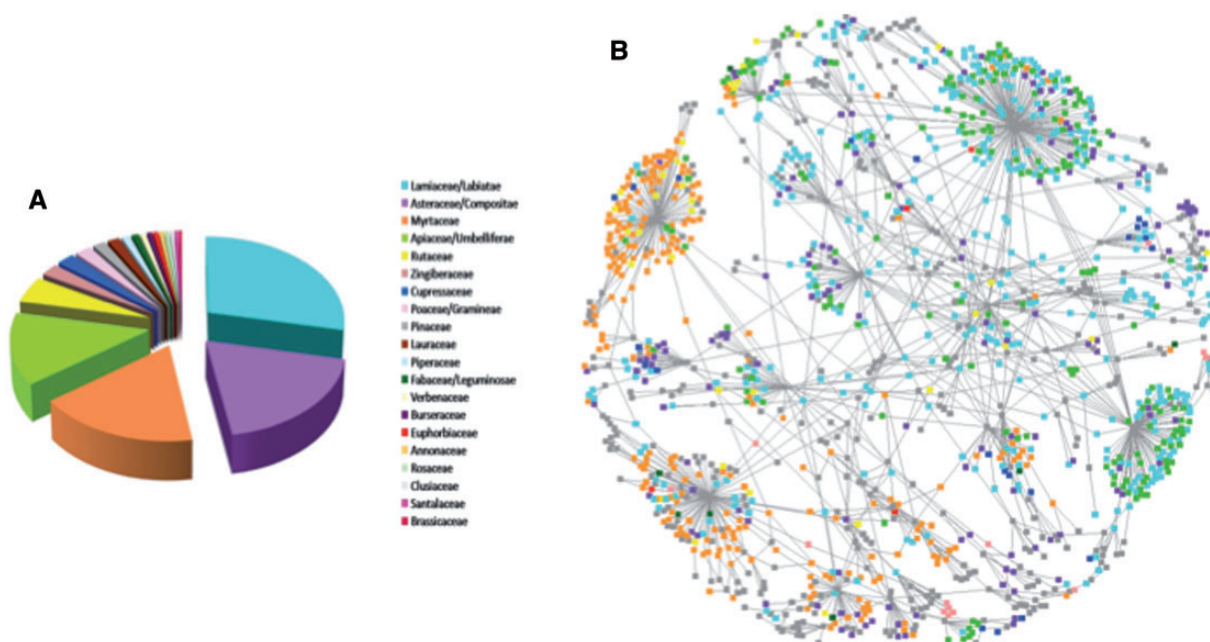 A
B
Lamiaceae/Labiatae
Asteraceae/Compositae
Myrtaceae
Apiaceae/Umbelliferae
Rutaceae
Zingiberaceae
Cupressaceae
Poaceae/Gramineae
Pinaceae
Lauraceae
Piperaceae
Fabaceae/Leguminosae
Verbenaceae
Burseraceae
Euphorbiaceae
Annonaceae
Rosaceae
Clusiaceae
Santalaceae
Brassicaceae